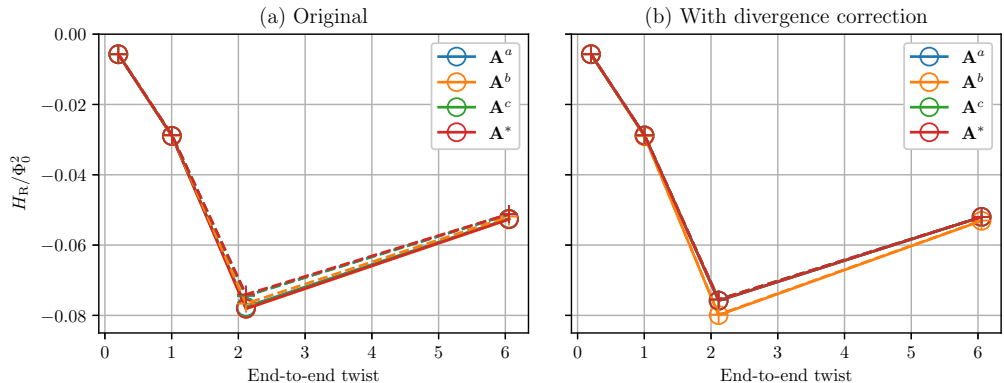 (a) Original
(b) With divergence correction
0.00
−0.02
−0.04
−0.06
−0.08
H_R/Φ_0^2
A^a
A^b
A^c
A^*
A^a
A^b
A^c
A^*
0 1 2 3 4 5 6
0 1 2 3 4 5 6
End-to-end twist
End-to-end twist